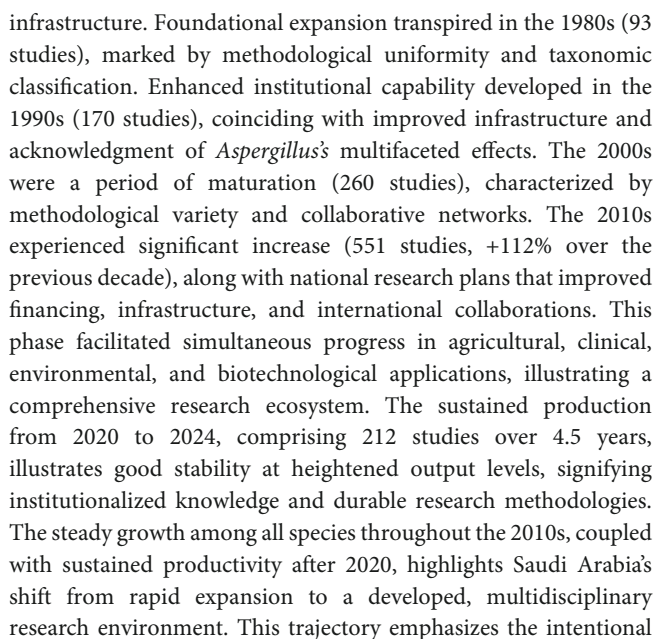 infrastructure. Foundational expansion transpired in the 1980s (93
studies), marked by methodological uniformity and taxonomic
classification. Enhanced institutional capability developed in the
1990s (170 studies), coinciding with improved infrastructure and
acknowledgment of Aspergillus’s multifaceted effects. The 2000s
were a period of maturation (260 studies), characterized by
methodological variety and collaborative networks. The 2010s
experienced significant increase (551 studies, +112% over the
previous decade), along with national research plans that improved
financing, infrastructure, and international collaborations. This
phase facilitated simultaneous progress in agricultural, clinical,
environmental, and biotechnological applications, illustrating a
comprehensive research ecosystem. The sustained production
from 2020 to 2024, comprising 212 studies over 4.5 years,
illustrates good stability at heightened output levels, signifying
institutionalized knowledge and durable research methodologies.
The steady growth among all species throughout the 2010s, coupled
with sustained productivity after 2020, highlights Saudi Arabia’s
shift from rapid expansion to a developed, multidisciplinary
research environment. This trajectory emphasizes the intentional